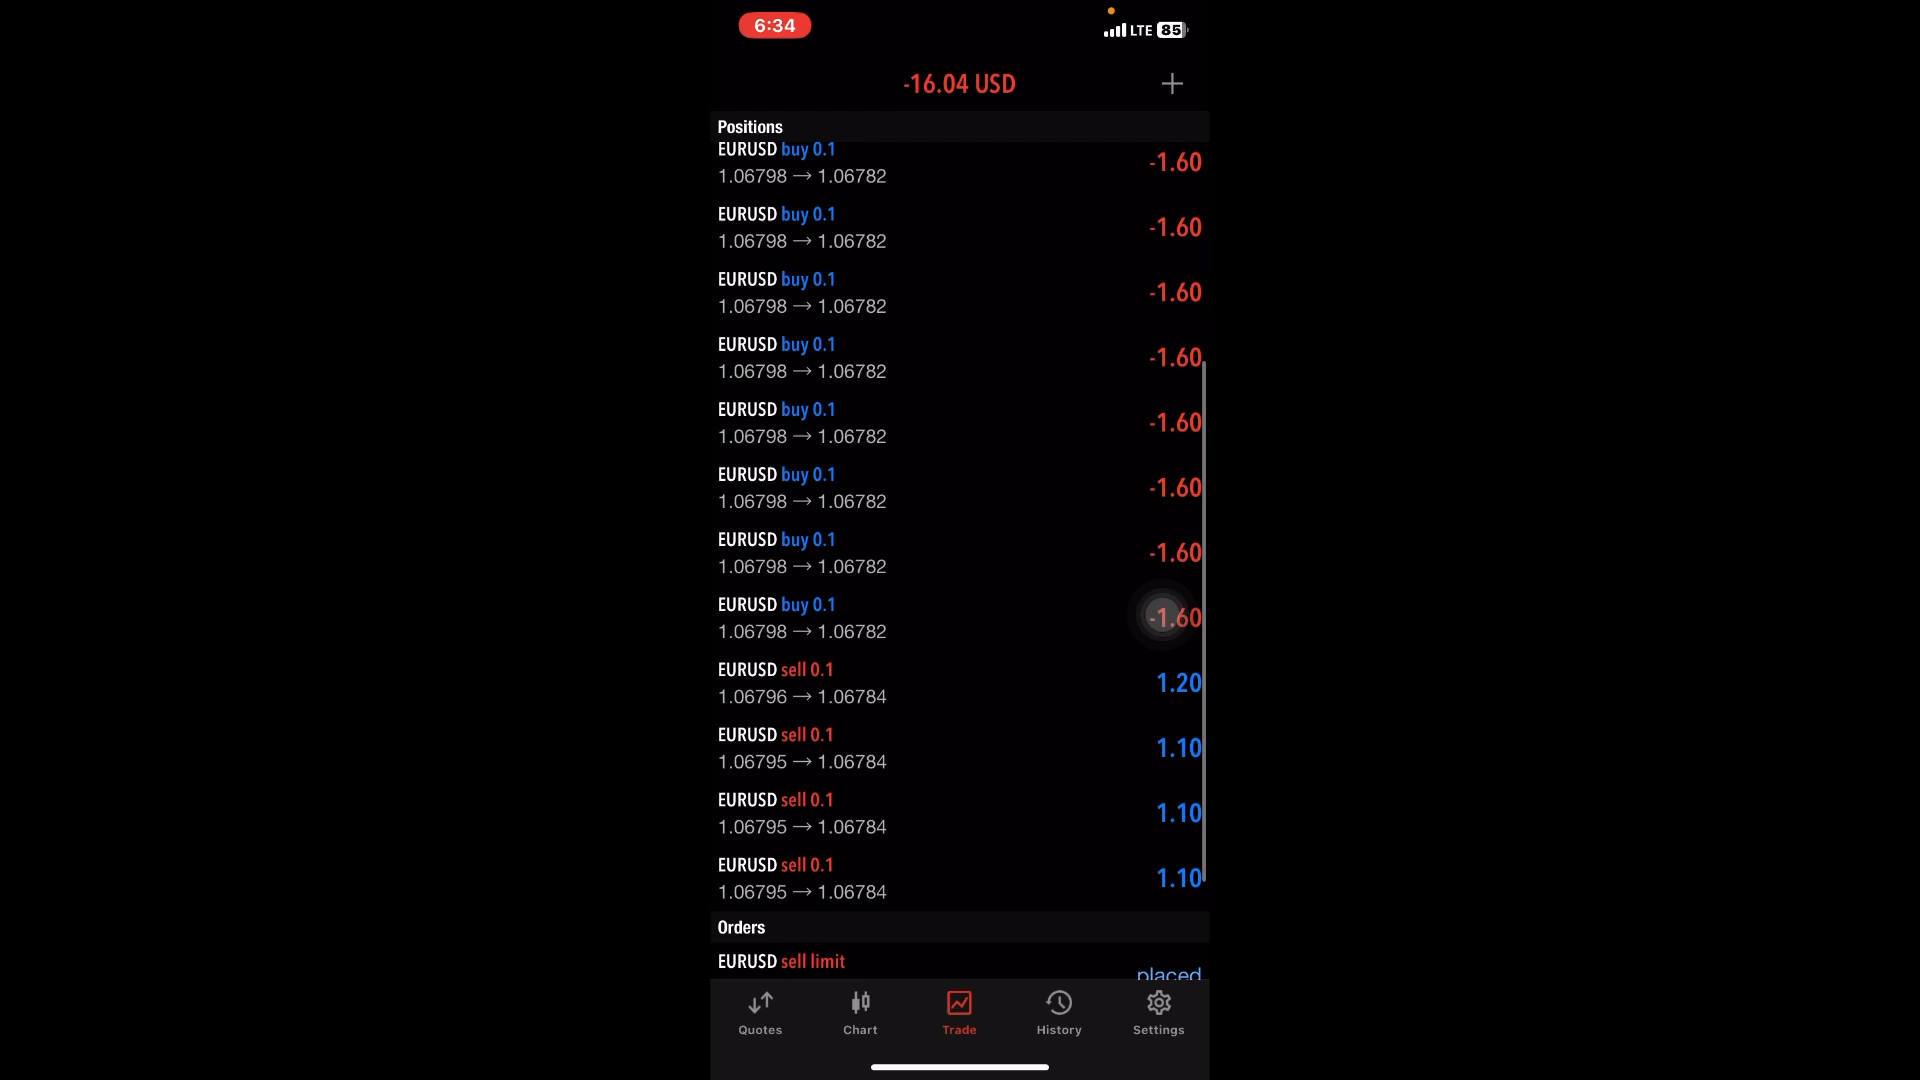 6:34
LTE 85
-16.04 USD
Positions
EURUSD buy 0.1
1.06798 → 1.06782
-1.60
EURUSD buy 0.1
1.06798 → 1.06782
-1.60
EURUSD buy 0.1
1.06798 → 1.06782
-1.60
EURUSD buy 0.1
1.06798 → 1.06782
-1.60
EURUSD buy 0.1
1.06798 → 1.06782
-1.60
EURUSD buy 0.1
1.06798 → 1.06782
-1.60
EURUSD buy 0.1
1.06798 → 1.06782
-1.60
EURUSD buy 0.1
1.06798 → 1.06782
-1.60
EURUSD sell 0.1
1.06796 → 1.06784
1.20
EURUSD sell 0.1
1.06795 → 1.06784
1.10
EURUSD sell 0.1
1.06795 → 1.06784
1.10
EURUSD sell 0.1
1.06795 → 1.06784
1.10
Orders
EURUSD sell limit
placed
Quotes
Chart
Trade
History
Settings